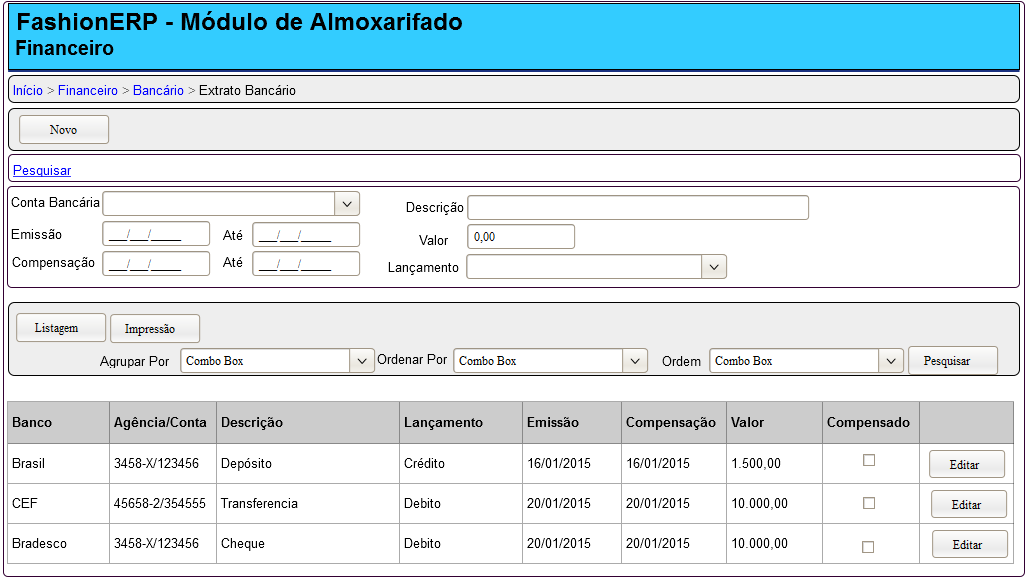 FashionERP - Módulo de Almoxarifado
Financeiro
Início > Financeiro > Bancário > Extrato Bancário
Novo
Pesquisar
Conta Bancária Descrição
Emissão __/__/____ Até __/__/____ Valor 0,00
Compensação __/__/____ Até __/__/____ Lançamento
Listagem Impressão
Agrupar Por Combo Box Ordenar Por Combo Box Ordem Combo Box Pesquisar
Banco Agência/Conta Descrição Lançamento Emissão Compensação Valor Compensado
Brasil 3458-X/123456 Depósito Crédito 16/01/2015 16/01/2015 1.500,00 Editar
CEF 45658-2/354555 Transferencia Debito 20/01/2015 20/01/2015 10.000,00 Editar
Bradesco 3458-X/123456 Cheque Debito 20/01/2015 20/01/2015 10.000,00 Editar